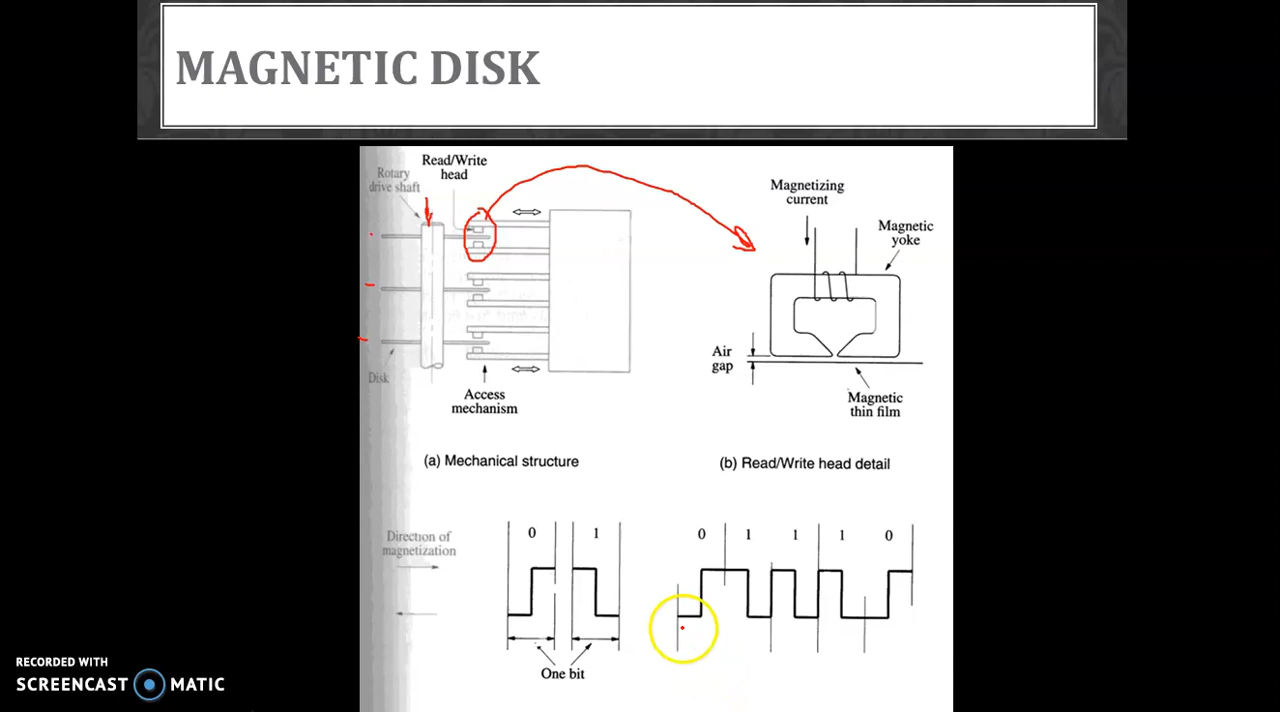 MAGNETIC DISK
Read/Write
head
Rotary
drive shaft
Disk
Access
mechanism
(a) Mechanical structure
Magnetizing
current
Magnetic
yoke
Air
gap
Magnetic
thin film
(b) Read/Write head detail
Direction of
magnetization
0 1
One bit
0 1 1 1 0
RECORDED WITH
SCREENCAST MATIC